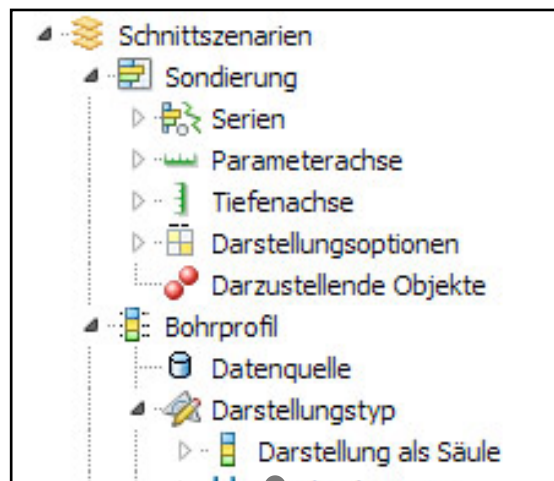 Schnittszenarien
Sondierung
Serien
Parameterachse
Tiefenachse
Darstellungsoptionen
Darzustellende Objekte
Bohrprofil
Datenquelle
Darstellungstyp
Darstellung als Säule